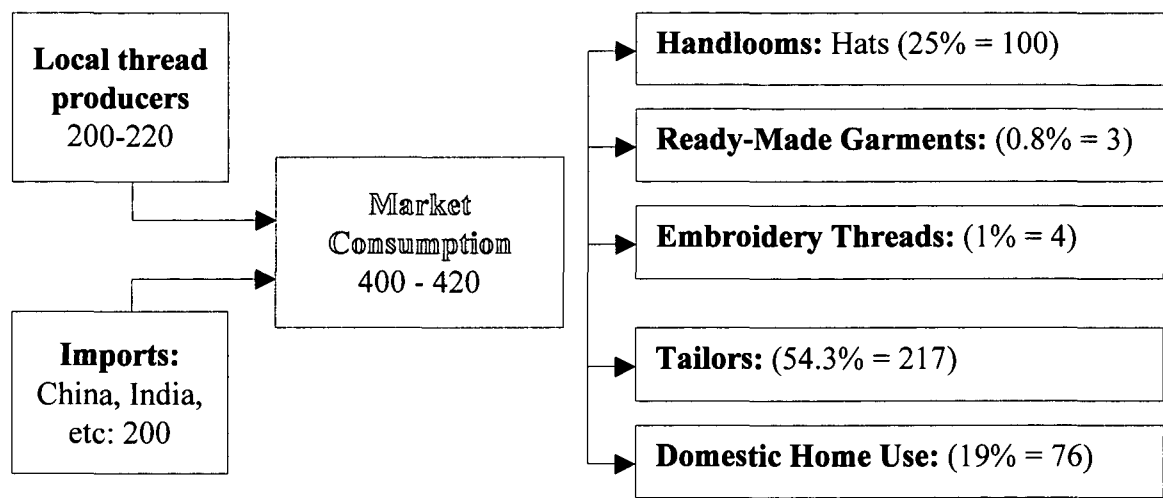 Local thread
producers
200-220
Imports:
China, India,
etc: 200
Market
Consumption
400 - 420
Handlooms: Hats (25% = 100)
Ready-Made Garments: (0.8% = 3)
Embroidery Threads: (1% = 4)
Tailors: (54.3% = 217)
Domestic Home Use: (19% = 76)